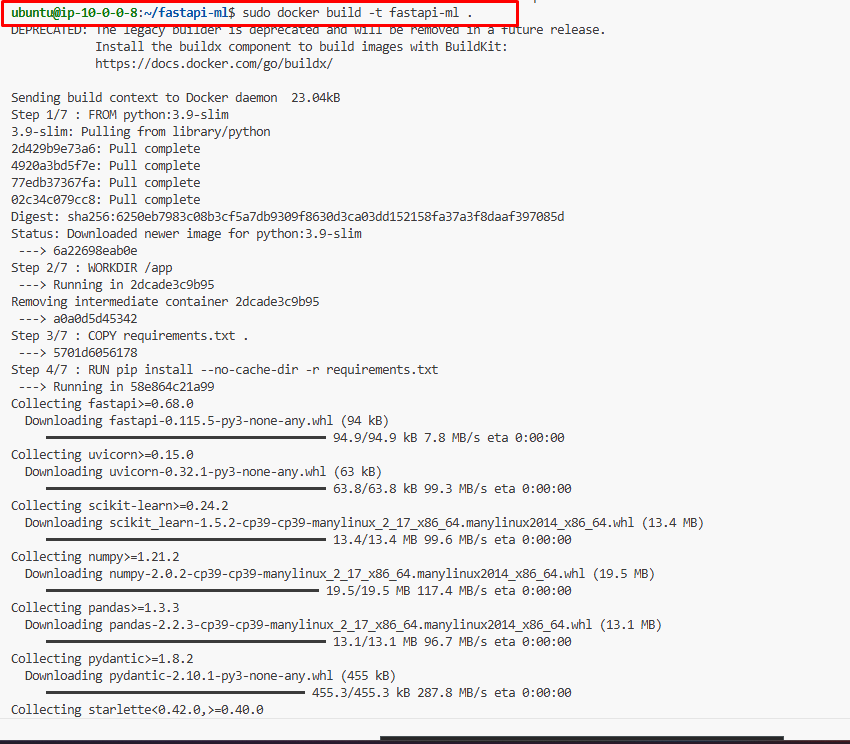 ubuntu@ip-10-0-0-8:~/fastapi-ml$ sudo docker build -t fastapi-ml .
DEPRECATED: The legacy builder is deprecated and will be removed in a future release.
            Install the buildx component to build images with BuildKit:
            https://docs.docker.com/go/buildx/

Sending build context to Docker daemon  23.04kB
Step 1/7 : FROM python:3.9-slim
3.9-slim: Pulling from library/python
2d429b9e73a6: Pull complete
4920a3bd5f7e: Pull complete
77edb37367fa: Pull complete
02c34c079cc8: Pull complete
Digest: sha256:6250eb7983c08b3cf5a7db9309f8630d3ca03dd152158fa37a3f8daaf397085d
Status: Downloaded newer image for python:3.9-slim
 ---> 6a22698eab0e
Step 2/7 : WORKDIR /app
 ---> Running in 2dcade3c9b95
Removing intermediate container 2dcade3c9b95
 ---> a0a0d5d45342
Step 3/7 : COPY requirements.txt .
 ---> 5701d6056178
Step 4/7 : RUN pip install --no-cache-dir -r requirements.txt
 ---> Running in 58e864c21a99
Collecting fastapi>=0.68.0
  Downloading fastapi-0.115.5-py3-none-any.whl (94 kB)
94.9/94.9 kB 7.8 MB/s eta 0:00:00
Collecting uvicorn>=0.15.0
  Downloading uvicorn-0.32.1-py3-none-any.whl (63 kB)
63.8/63.8 kB 99.3 MB/s eta 0:00:00
Collecting scikit-learn>=0.24.2
  Downloading scikit_learn-1.5.2-cp39-cp39-manylinux_2_17_x86_64.manylinux2014_x86_64.whl (13.4 MB)
13.4/13.4 MB 99.6 MB/s eta 0:00:00
Collecting numpy>=1.21.2
  Downloading numpy-2.0.2-cp39-cp39-manylinux_2_17_x86_64.manylinux2014_x86_64.whl (19.5 MB)
19.5/19.5 MB 117.4 MB/s eta 0:00:00
Collecting pandas>=1.3.3
  Downloading pandas-2.2.3-cp39-cp39-manylinux_2_17_x86_64.manylinux2014_x86_64.whl (13.1 MB)
13.1/13.1 MB 96.7 MB/s eta 0:00:00
Collecting pydantic>=1.8.2
  Downloading pydantic-2.10.1-py3-none-any.whl (455 kB)
455.3/455.3 kB 287.8 MB/s eta 0:00:00
Collecting starlette<0.42.0,>=0.40.0